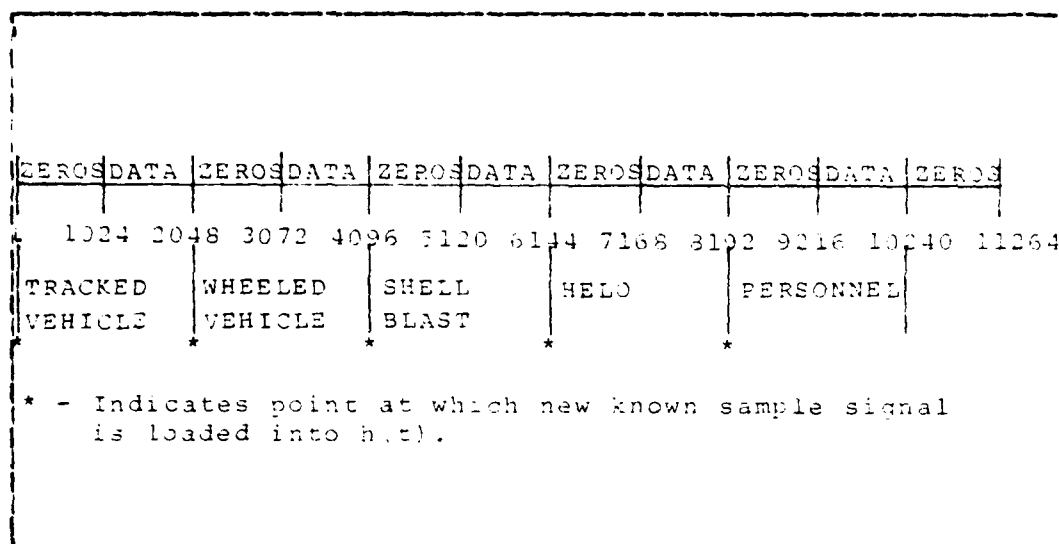 ZEROS DATA ZEROS DATA ZEROS DATA ZEROS DATA ZEROS DATA ZEROS
1 1024 2048 3072 4096 5120 6144 7168 8192 9216 10240 11264
TRACKED WHEELED SHELL HELO PERSONNEL
VEHICLE VEHICLE BLAST
* * * * *
* - Indicates point at which new known sample signal
is loaded into h(t).